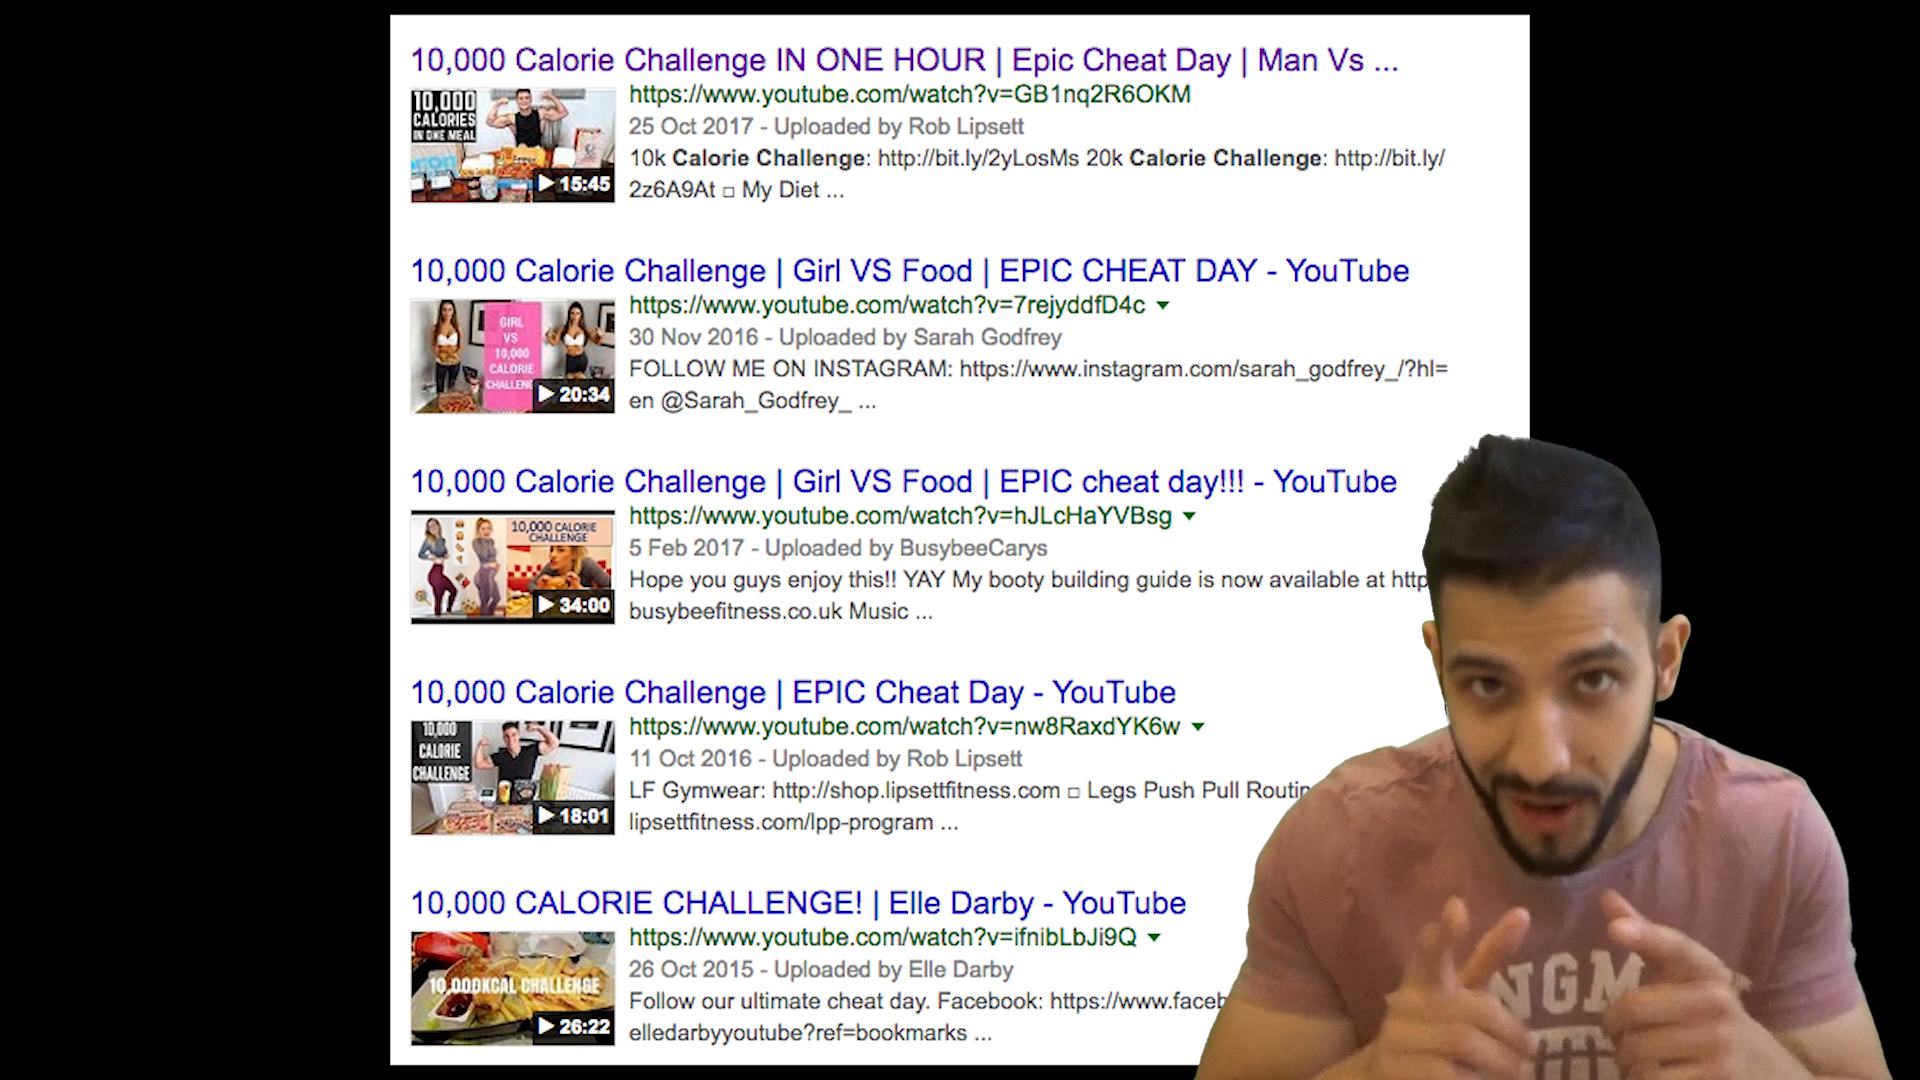 10,000 Calorie Challenge IN ONE HOUR | Epic Cheat Day | Man Vs ...
10,000
CALORIES
IN ONE MEAL
15:45
https://www.youtube.com/watch?v=GB1nq2R6OKM
25 Oct 2017 - Uploaded by Rob Lipsett
10k Calorie Challenge: http://bit.ly/2yLosMs 20k Calorie Challenge: http://bit.ly/
2z6A9At □ My Diet ...
10,000 Calorie Challenge | Girl VS Food | EPIC CHEAT DAY - YouTube
GIRL
VS
10,000
CALORIE
CHALLENG
20:34
https://www.youtube.com/watch?v=7rejyddfD4c
30 Nov 2016 - Uploaded by Sarah Godfrey
FOLLOW ME ON INSTAGRAM: https://www.instagram.com/sarah_godfrey_/?hl=
en @Sarah_Godfrey_ ...
10,000 Calorie Challenge | Girl VS Food | EPIC cheat day!!! - YouTube
10,000 CALORIE
CHALLENGE
34:00
https://www.youtube.com/watch?v=hJLcHaYVBsg
5 Feb 2017 - Uploaded by BusybeeCarys
Hope you guys enjoy this!! YAY My booty building guide is now available at http
busybeefitness.co.uk Music ...
10,000 Calorie Challenge | EPIC Cheat Day - YouTube
10,000
CALORIE
CHALLENGE
18:01
https://www.youtube.com/watch?v=nw8RaxdYK6w
11 Oct 2016 - Uploaded by Rob Lipsett
LF Gymwear: http://shop.lipsettfitness.com □ Legs Push Pull Routin
lipsettfitness.com/lpp-program ...
10,000 CALORIE CHALLENGE! | Elle Darby - YouTube
10,000KCAL CHALLENGE
26:22
https://www.youtube.com/watch?v=ifnibLbJi9Q
26 Oct 2015 - Uploaded by Elle Darby
Follow our ultimate cheat day. Facebook: https://www.faceb
elledarbyyoutube?ref=bookmarks ...
NGM